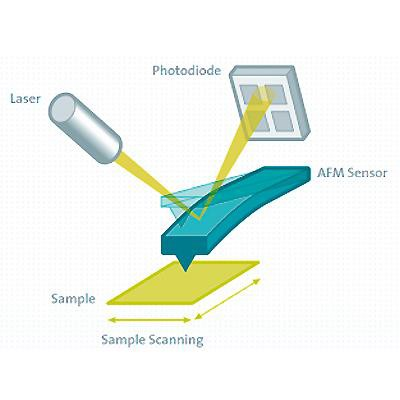 Photodiode
Laser
AFM Sensor
Sample
Sample Scanning